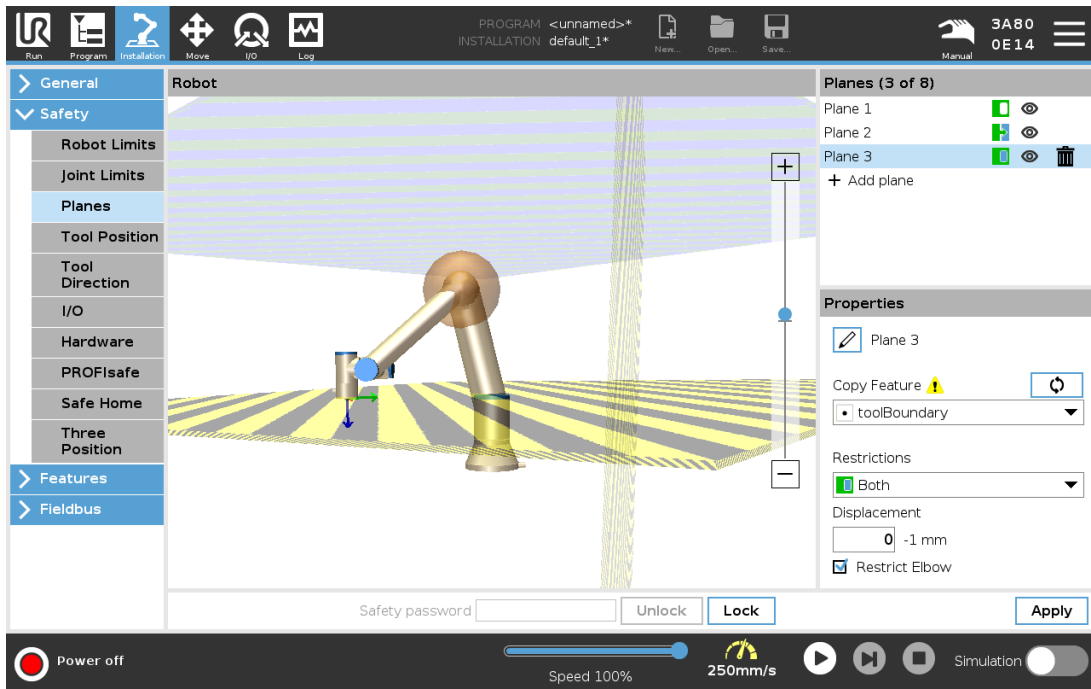 PROGRAM <unnamed>*
INSTALLATION default_1*
Run
Program
Installation
Move
I/O
Log
New...
Open...
Save...
Manual
3A80
0E14
General
Safety
Robot Limits
Joint Limits
Planes
Tool Position
Tool
Direction
I/O
Hardware
PROFIsafe
Safe Home
Three
Position
Features
Fieldbus
Robot
Planes (3 of 8)
Plane 1
Plane 2
Plane 3
+ Add plane
Properties
Plane 3
Copy Feature
toolBoundary
Restrictions
Both
Displacement
0 -1 mm
Restrict Elbow
Safety password
Unlock
Lock
Apply
Power off
Speed 100%
250mm/s
Simulation